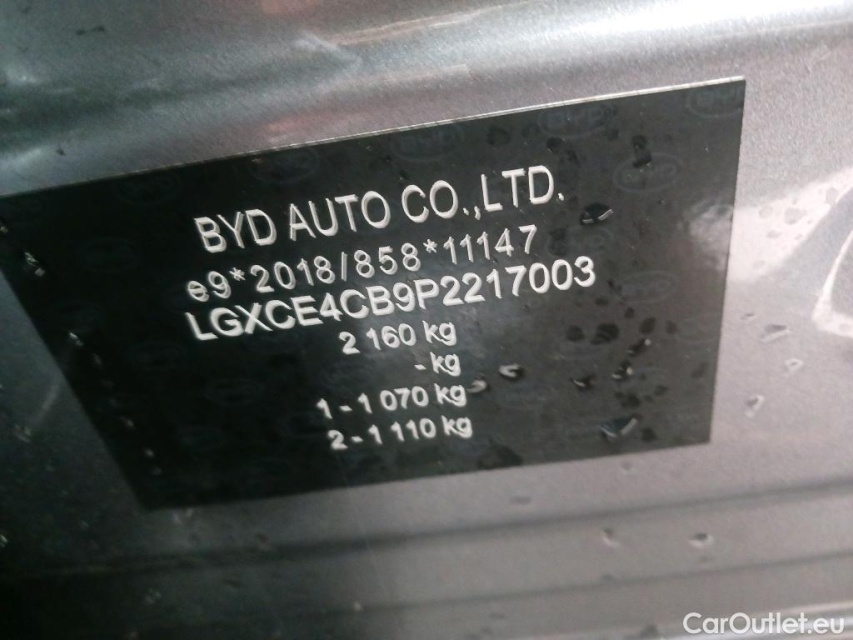 BYD AUTO CO.,LTD.
e9*2018/858*11147
LGXCE4CB9P2217003
2 160 kg
- kg
1 - 1 070 kg
2 - 1 110 kg
CarOutlet.eu